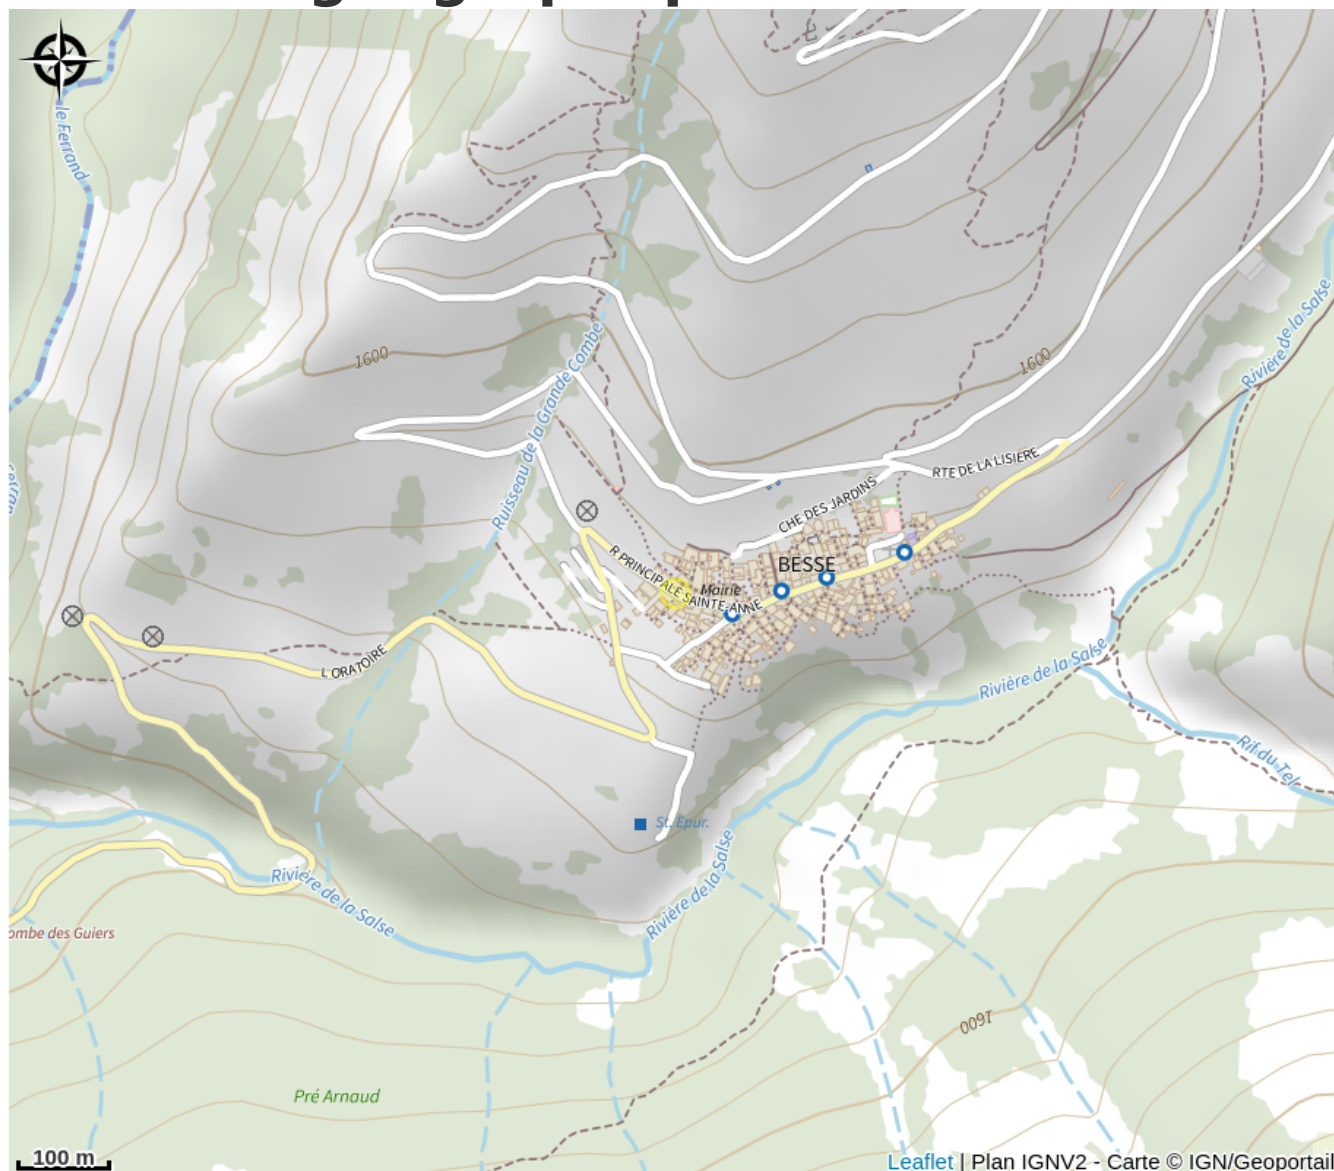 le Ferrand
Rivière de la Salse
1600
1600
Ruisseau de la Grande Combe
RTE DE LA LISIERE
CHE DES JARDINS
R PRINCIPALE SAINTE-ANNE
BESSE
Mairie
L ORATOIRE
Rivière de la Salse
Rif du Tel
St. Epur.
Rivière de la Salse
Rivière de la Salse
ombe des Guiers
1600
Pré Arnaud
100 m
Leaflet | Plan IGNV2 - Carte © IGN/Geoportail